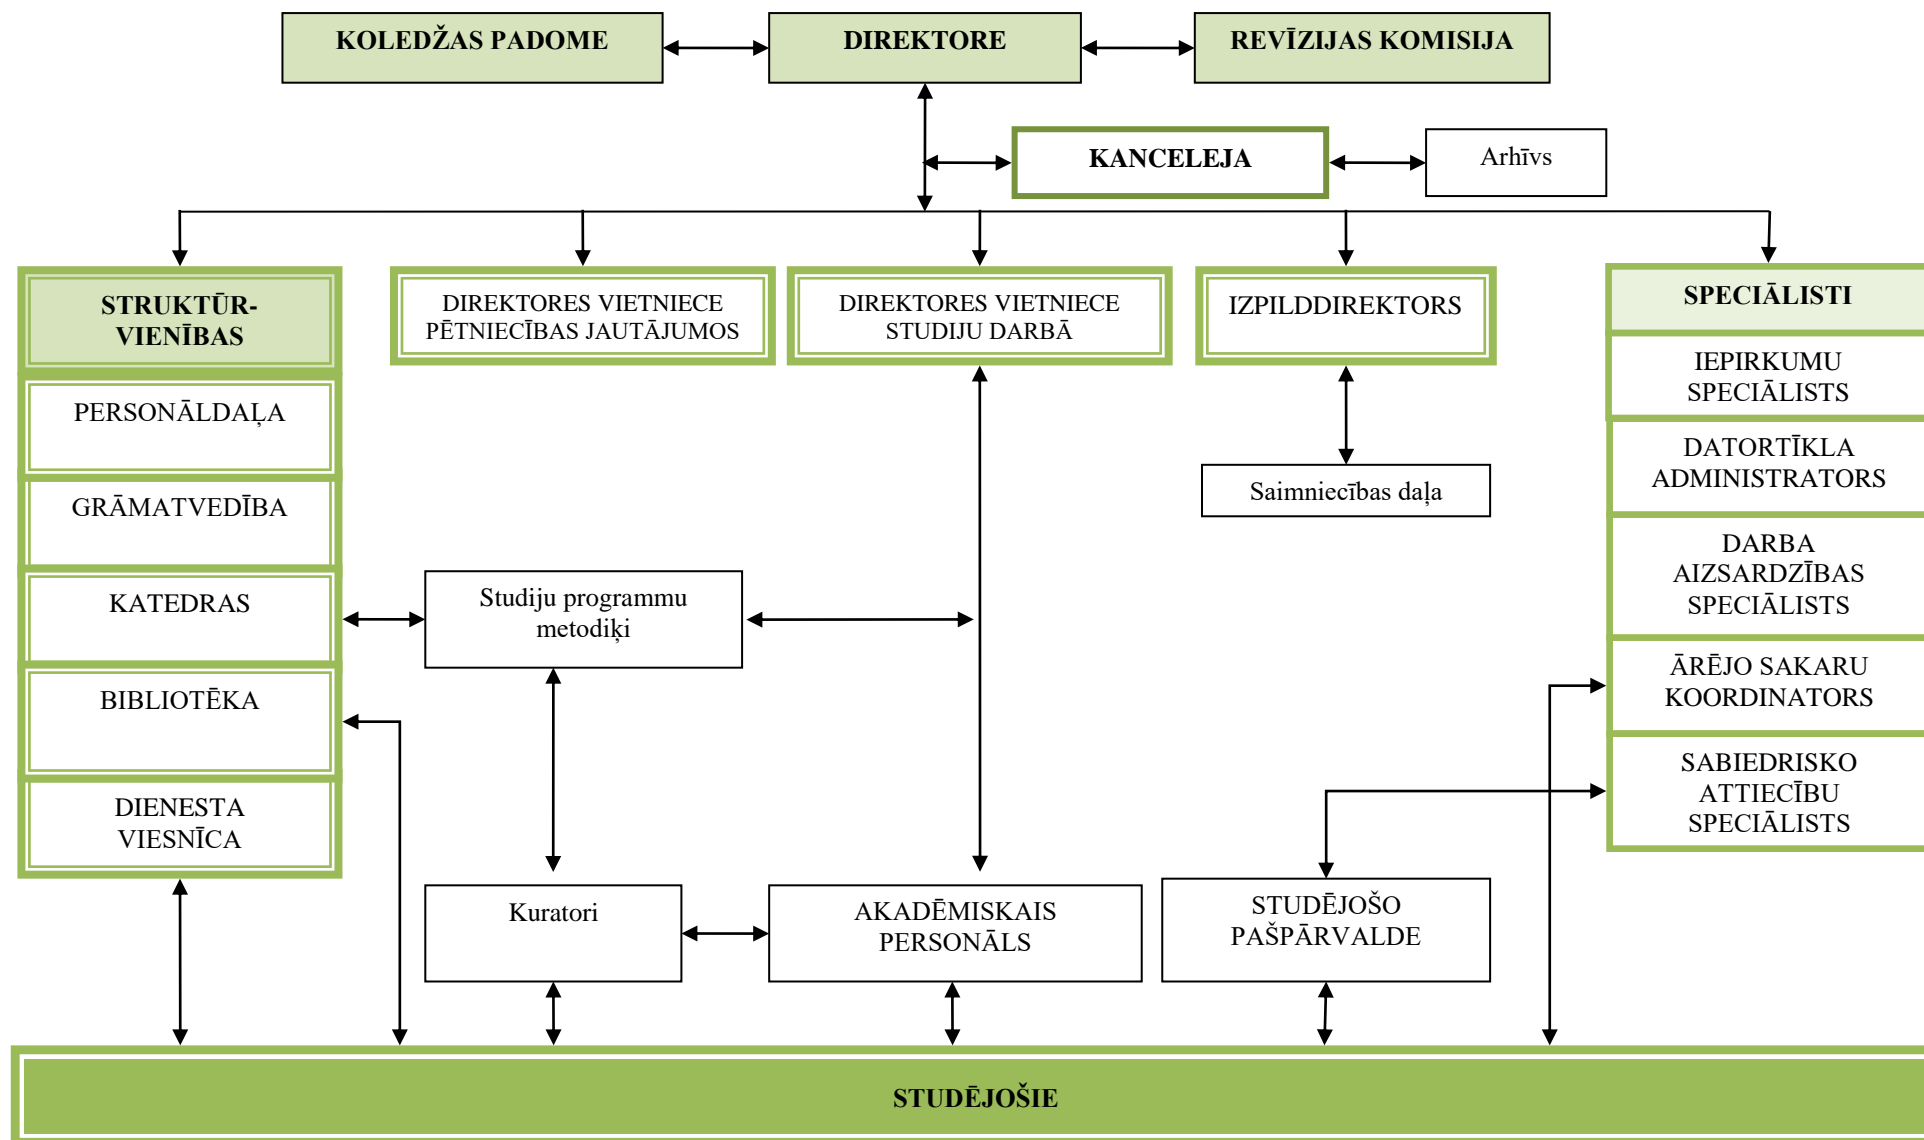 KOLEDŽAS PADOME
DIREKTORE
REVĪZIJAS KOMISIJA
KANCELEJA
Arhīvs
STRUKTŪR-
VIENĪBAS
DIREKTORES VIETNIECE
PĒTNIECĪBAS JAUTĀJUMOS
DIREKTORES VIETNIECE
STUDIJU DARBĀ
IZPILDDIREKTORS
SPECIĀLISTI
PERSONĀLDAĻA
GRĀMATVEDĪBA
KATEDRAS
BIBLIOTĒKA
DIENESTA
VIESNĪCA
IEPIRKUMU
SPECIĀLISTS
DATORTĪKLA
ADMINISTRATORS
DARBA
AIZSARDZĪBAS
SPECIĀLISTS
ĀRĒJO SAKARU
KOORDINATORS
SABIEDRISKO
ATTIECĪBU
SPECIĀLISTS
Saimniecības daļa
Studiju programmu
metodiķi
Kuratori
AKADĒMISKAIS
PERSONĀLS
STUDĒJOŠO
PAŠPĀRVALDE
STUDĒJOŠIE